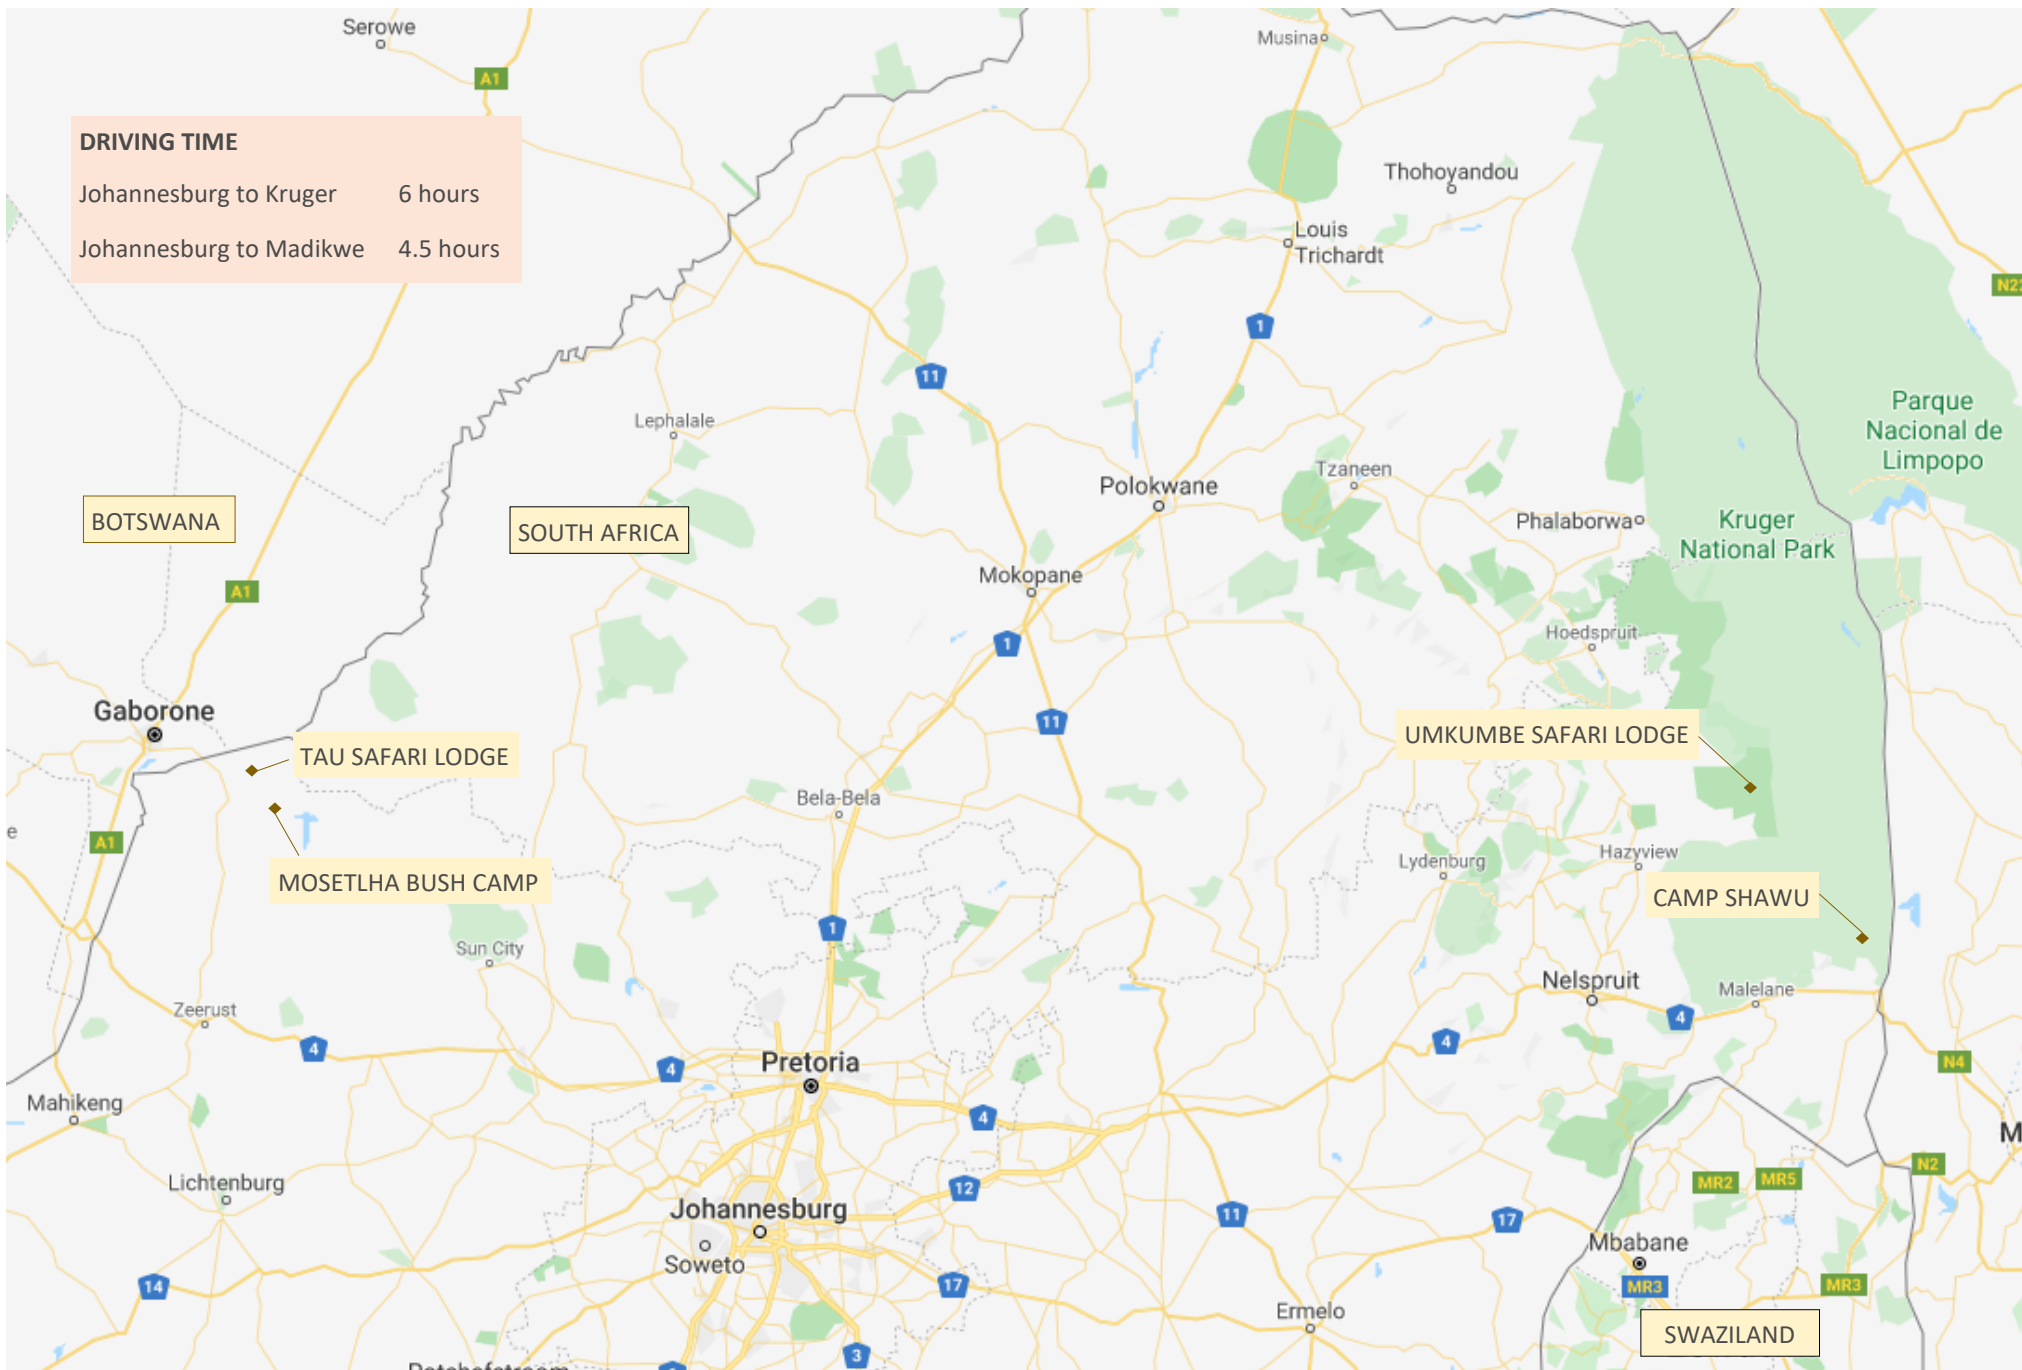 Serowe
Musina
A1
DRIVING TIME
Johannesburg to Kruger 6 hours
Johannesburg to Madikwe 4.5 hours
Thohoyandou
Louis
Trichardt
N22
1
11
Parque
Nacional de
Limpopo
Lephalale
Tzaneen
Polokwane
BOTSWANA
SOUTH AFRICA
Phalaborwa
Kruger
National Park
Mokopane
A1
Hoedspruit
1
Gaborone
11
UMKUMBE SAFARI LODGE
TAU SAFARI LODGE
Bela-Bela
e
A1
Hazyview
Lydenburg
MOSETLHA BUSH CAMP
CAMP SHAWU
1
Sun City
Nelspruit
Malelane
Zeerust
4
4
4
4
Pretoria
N4
Mahikeng
4
M
Lichtenburg
12
N2
MR2
MR5
Johannesburg
11
17
Soweto
Mbabane
14
17
MR3
MR3
Ermelo
SWAZILAND
3
Potchefstroom